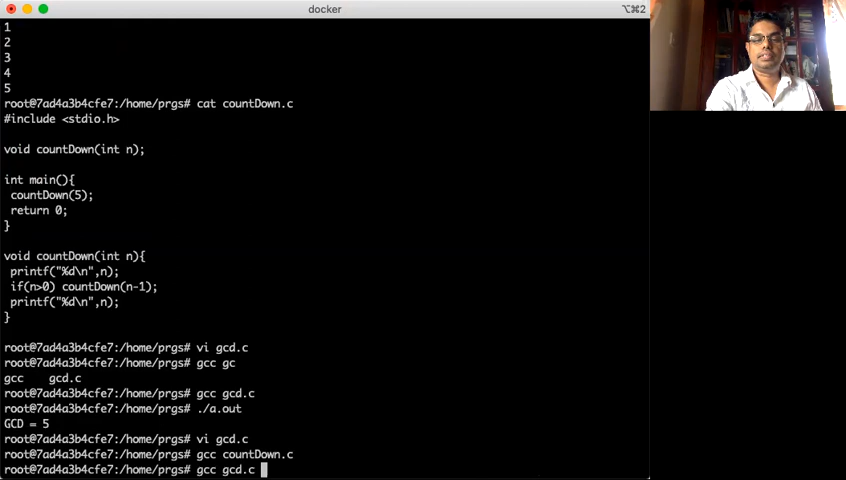 docker
⌥⌘2
1
2
3
4
5
root@7ad4a3b4cfe7:/home/prgs# cat countDown.c
#include <stdio.h>
void countDown(int n);
int main(){
 countDown(5);
 return 0;
}
void countDown(int n){
 printf("%d\n",n);
 if(n>0) countDown(n-1);
 printf("%d\n",n);
}
root@7ad4a3b4cfe7:/home/prgs# vi gcd.c
root@7ad4a3b4cfe7:/home/prgs# gcc gc
gcc    gcd.c
root@7ad4a3b4cfe7:/home/prgs# gcc gcd.c
root@7ad4a3b4cfe7:/home/prgs# ./a.out
GCD = 5
root@7ad4a3b4cfe7:/home/prgs# vi gcd.c
root@7ad4a3b4cfe7:/home/prgs# gcc countDown.c
root@7ad4a3b4cfe7:/home/prgs# gcc gcd.c